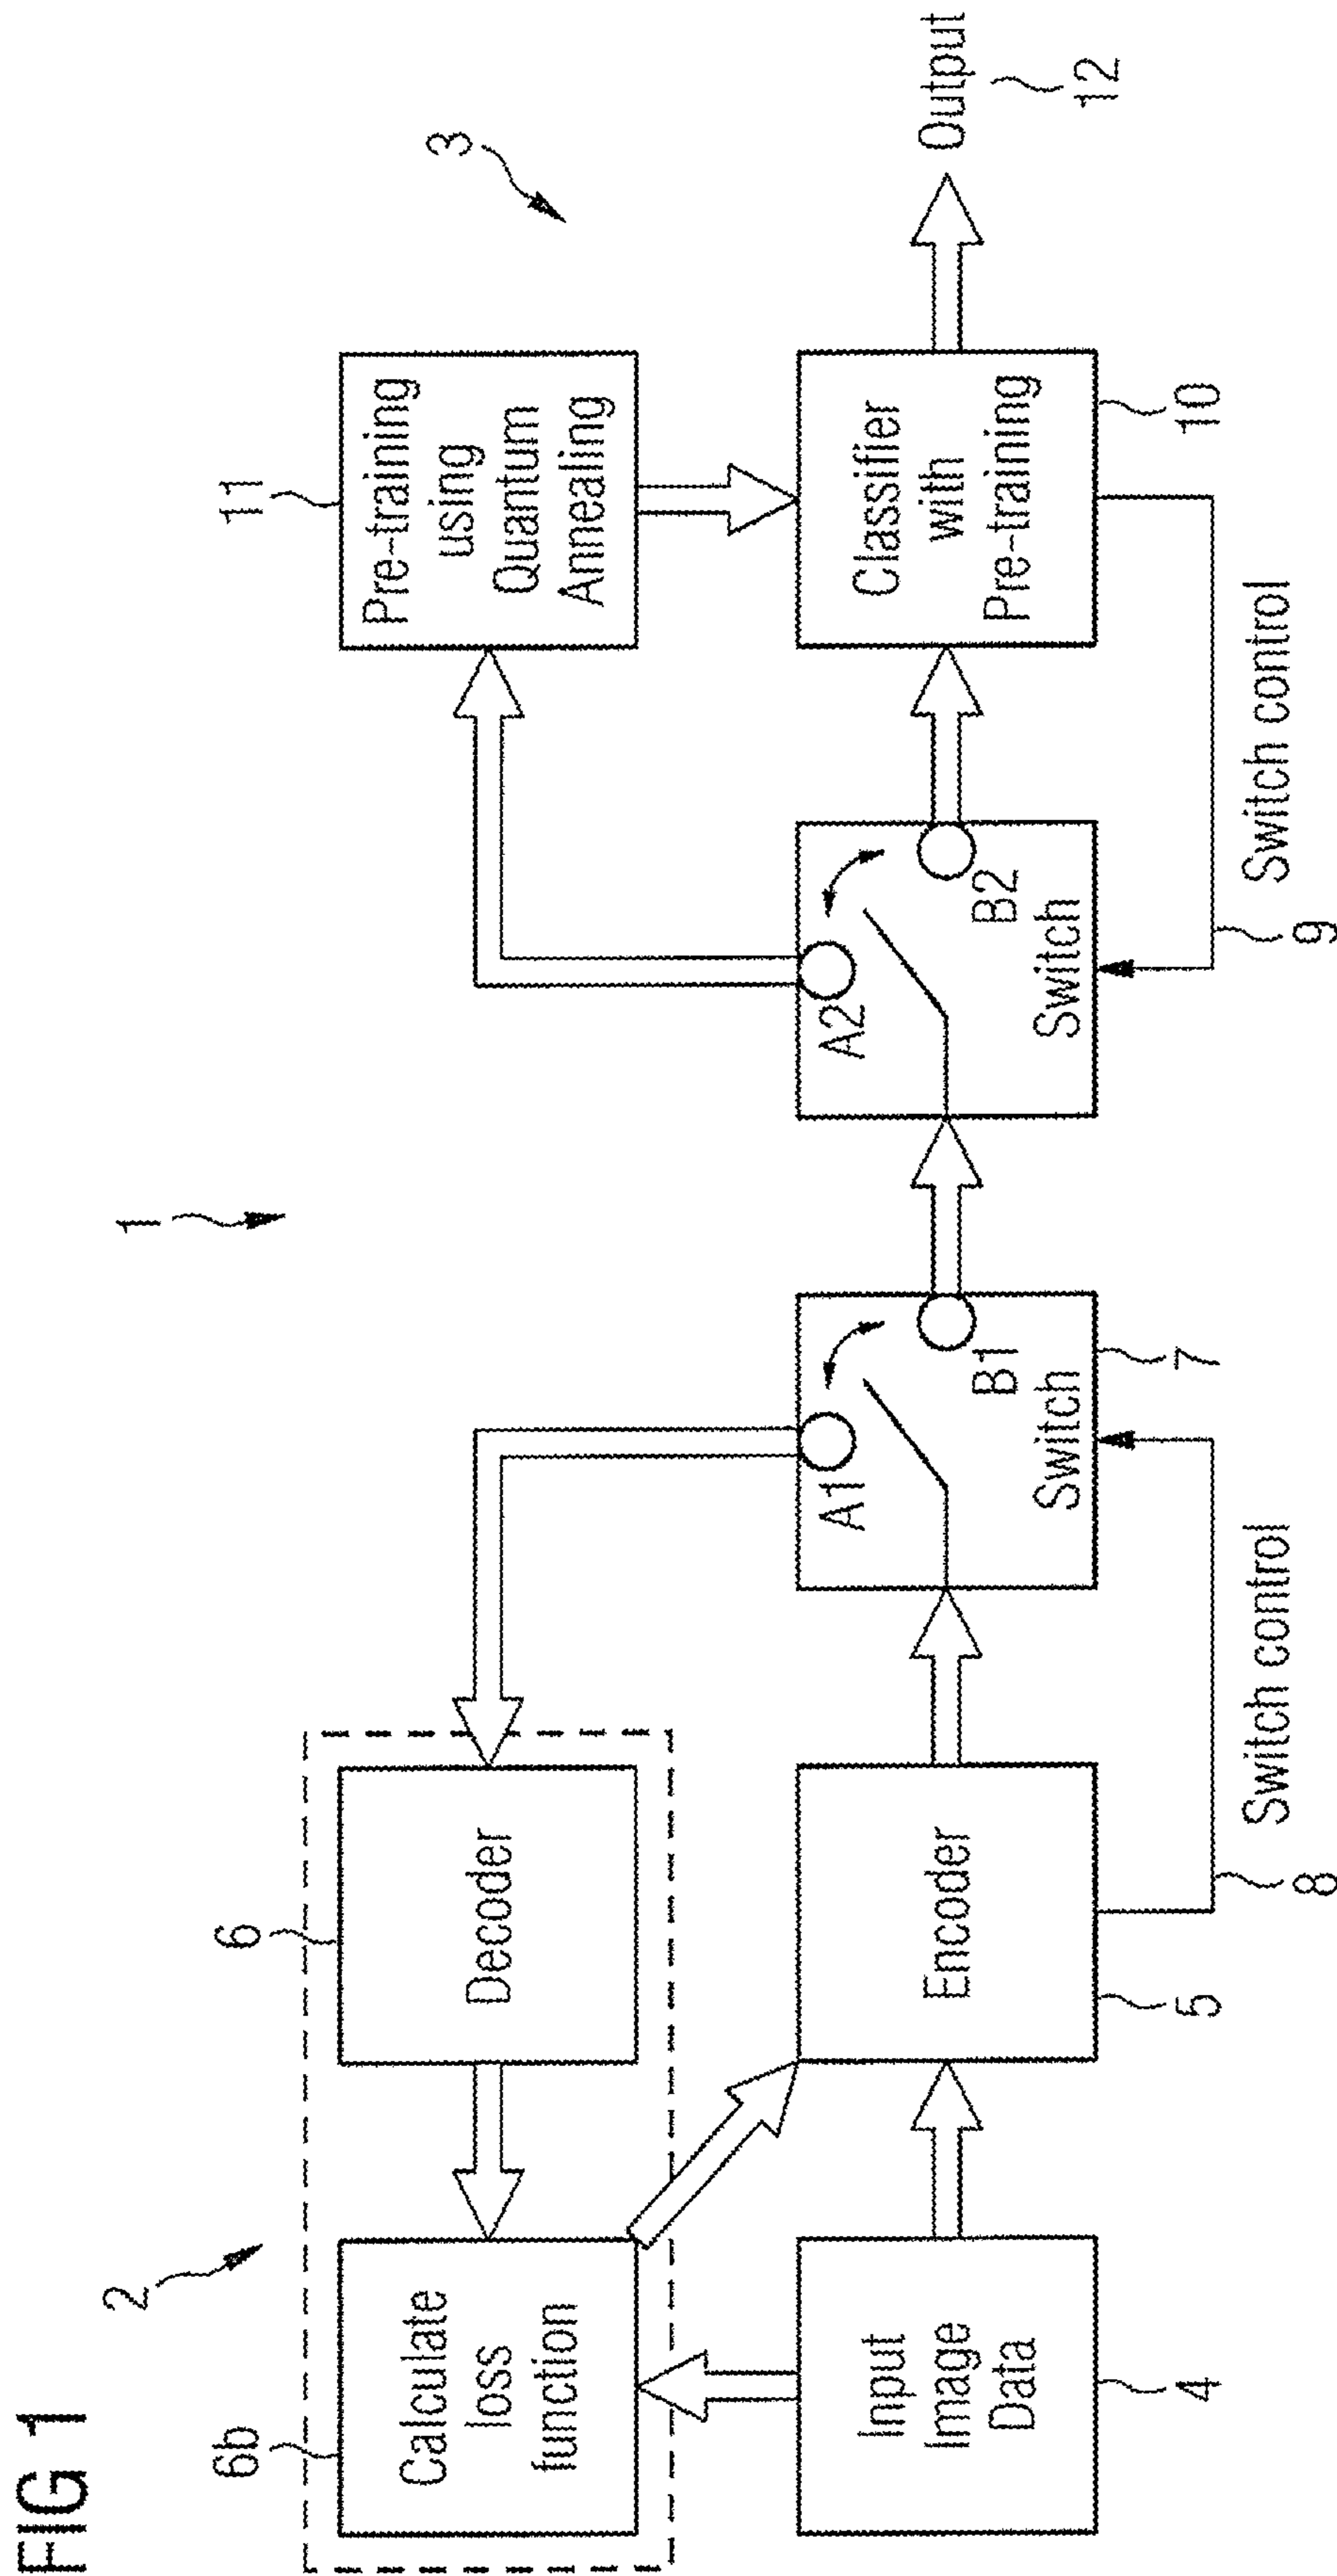 FIG 1
1
2
3
6b
6
11
Calculate
loss
function
Decoder
Pre-training
using
Quantum
Annealing
A1
A2
Input
Image
Data
Encoder
B1
Switch
B2
Switch
Classifier
with
Pre-training
Output
12
4
5
7
10
Switch control
Switch control
8
9